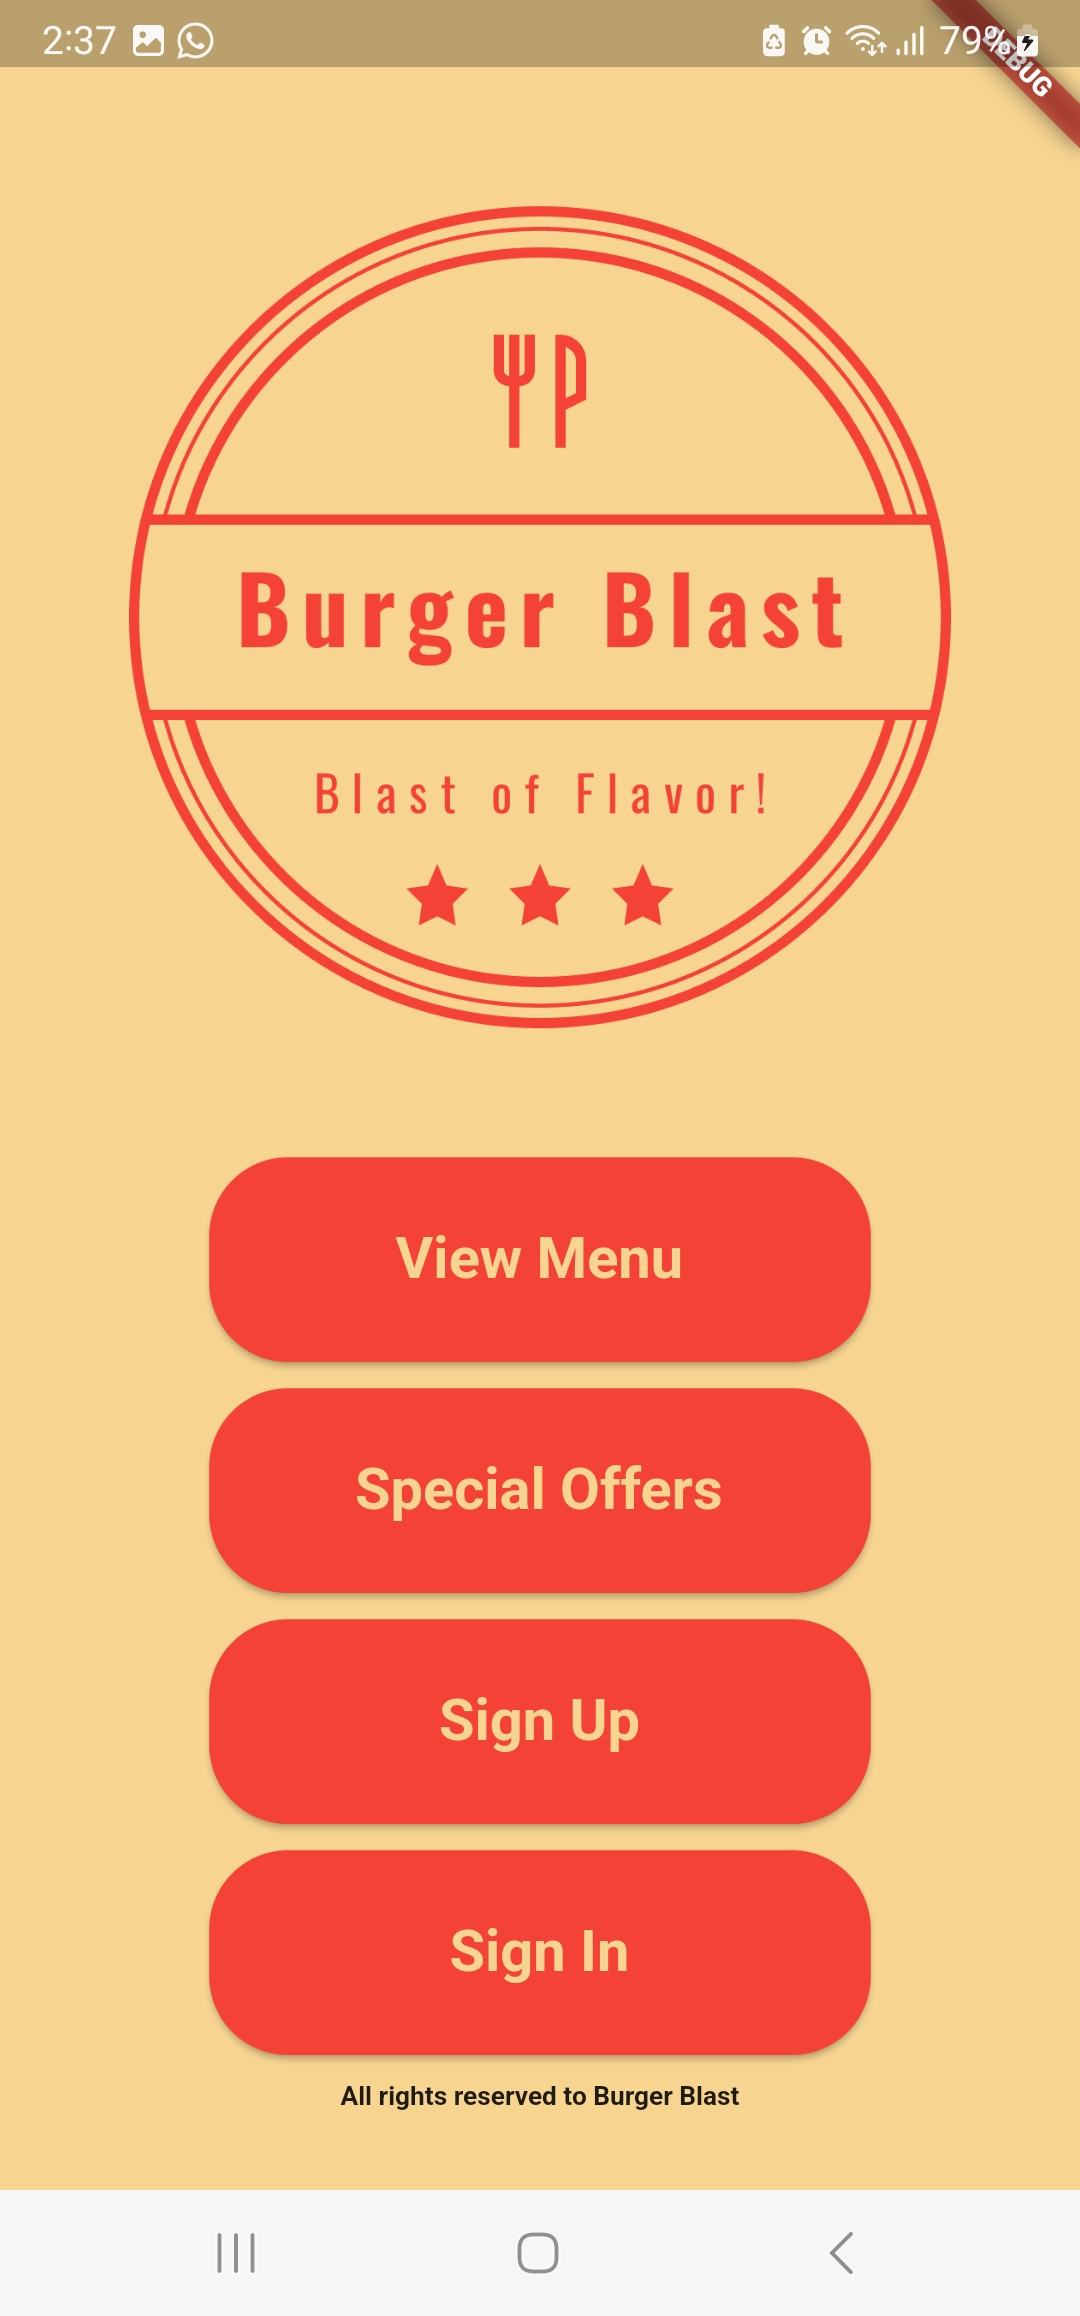 2:37 79%
DEBUG
Burger Blast
Blast of Flavor!
View Menu
Special Offers
Sign Up
Sign In
All rights reserved to Burger Blast